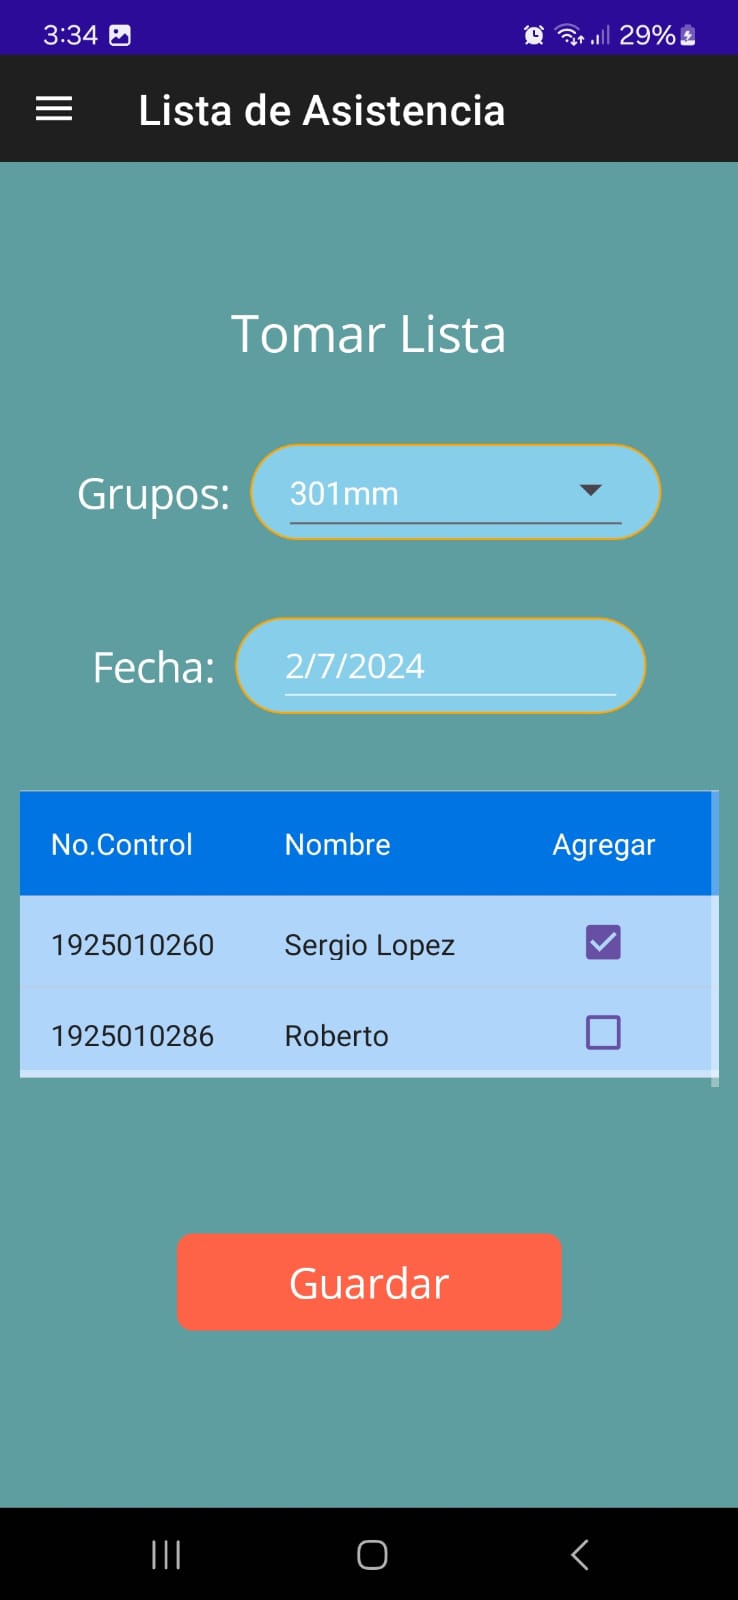 3:34 29%
Lista de Asistencia
Tomar Lista
Grupos: 301mm
Fecha: 2/7/2024
No.Control Nombre Agregar
1925010260 Sergio Lopez
1925010286 Roberto
Guardar